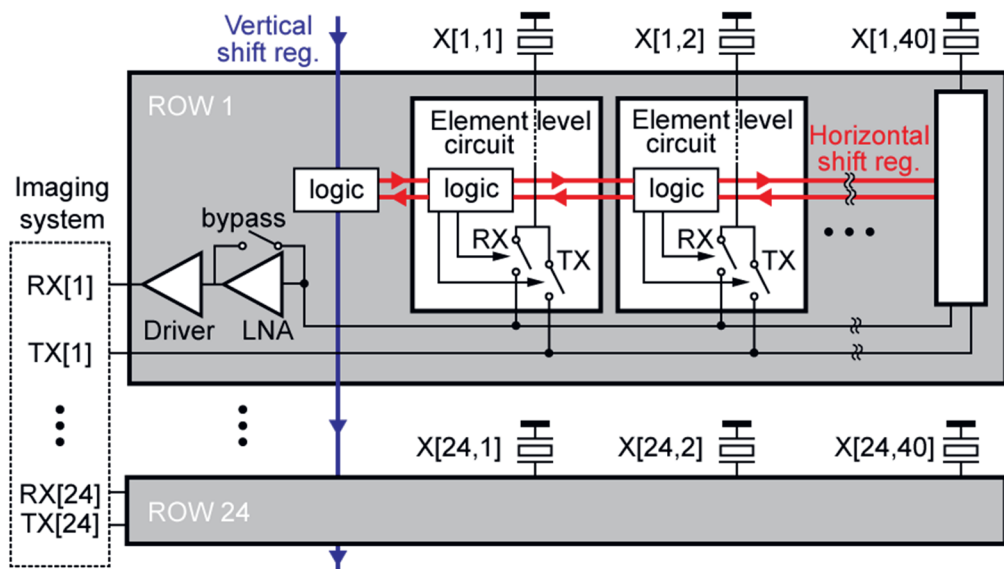 Vertical
shift reg.
X[1,1]
X[1,2]
X[1,40]
ROW 1
Element level
circuit
Element level
circuit
Horizontal
shift reg.
logic
logic
logic
Imaging
system
bypass
RX
TX
RX
TX
RX[1]
Driver
LNA
TX[1]
X[24,1]
X[24,2]
X[24,40]
RX[24]
TX[24]
ROW 24